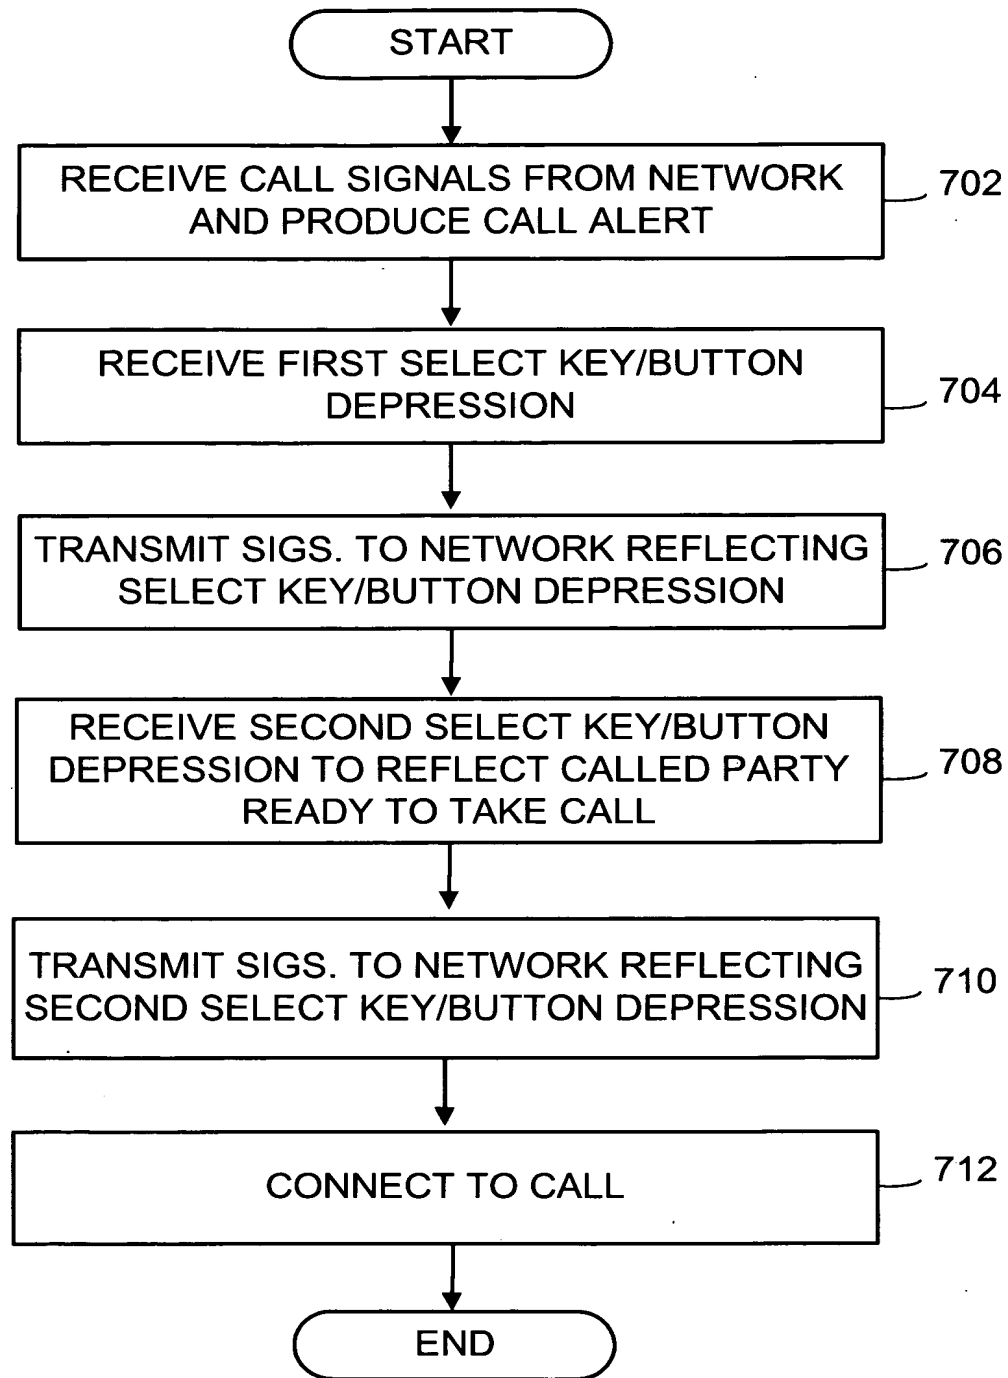 START
RECEIVE CALL SIGNALS FROM NETWORK
AND PRODUCE CALL ALERT
702
RECEIVE FIRST SELECT KEY/BUTTON
DEPRESSION
704
TRANSMIT SIGS. TO NETWORK REFLECTING
SELECT KEY/BUTTON DEPRESSION
706
RECEIVE SECOND SELECT KEY/BUTTON
DEPRESSION TO REFLECT CALLED PARTY
READY TO TAKE CALL
708
TRANSMIT SIGS. TO NETWORK REFLECTING
SECOND SELECT KEY/BUTTON DEPRESSION
710
CONNECT TO CALL
712
END